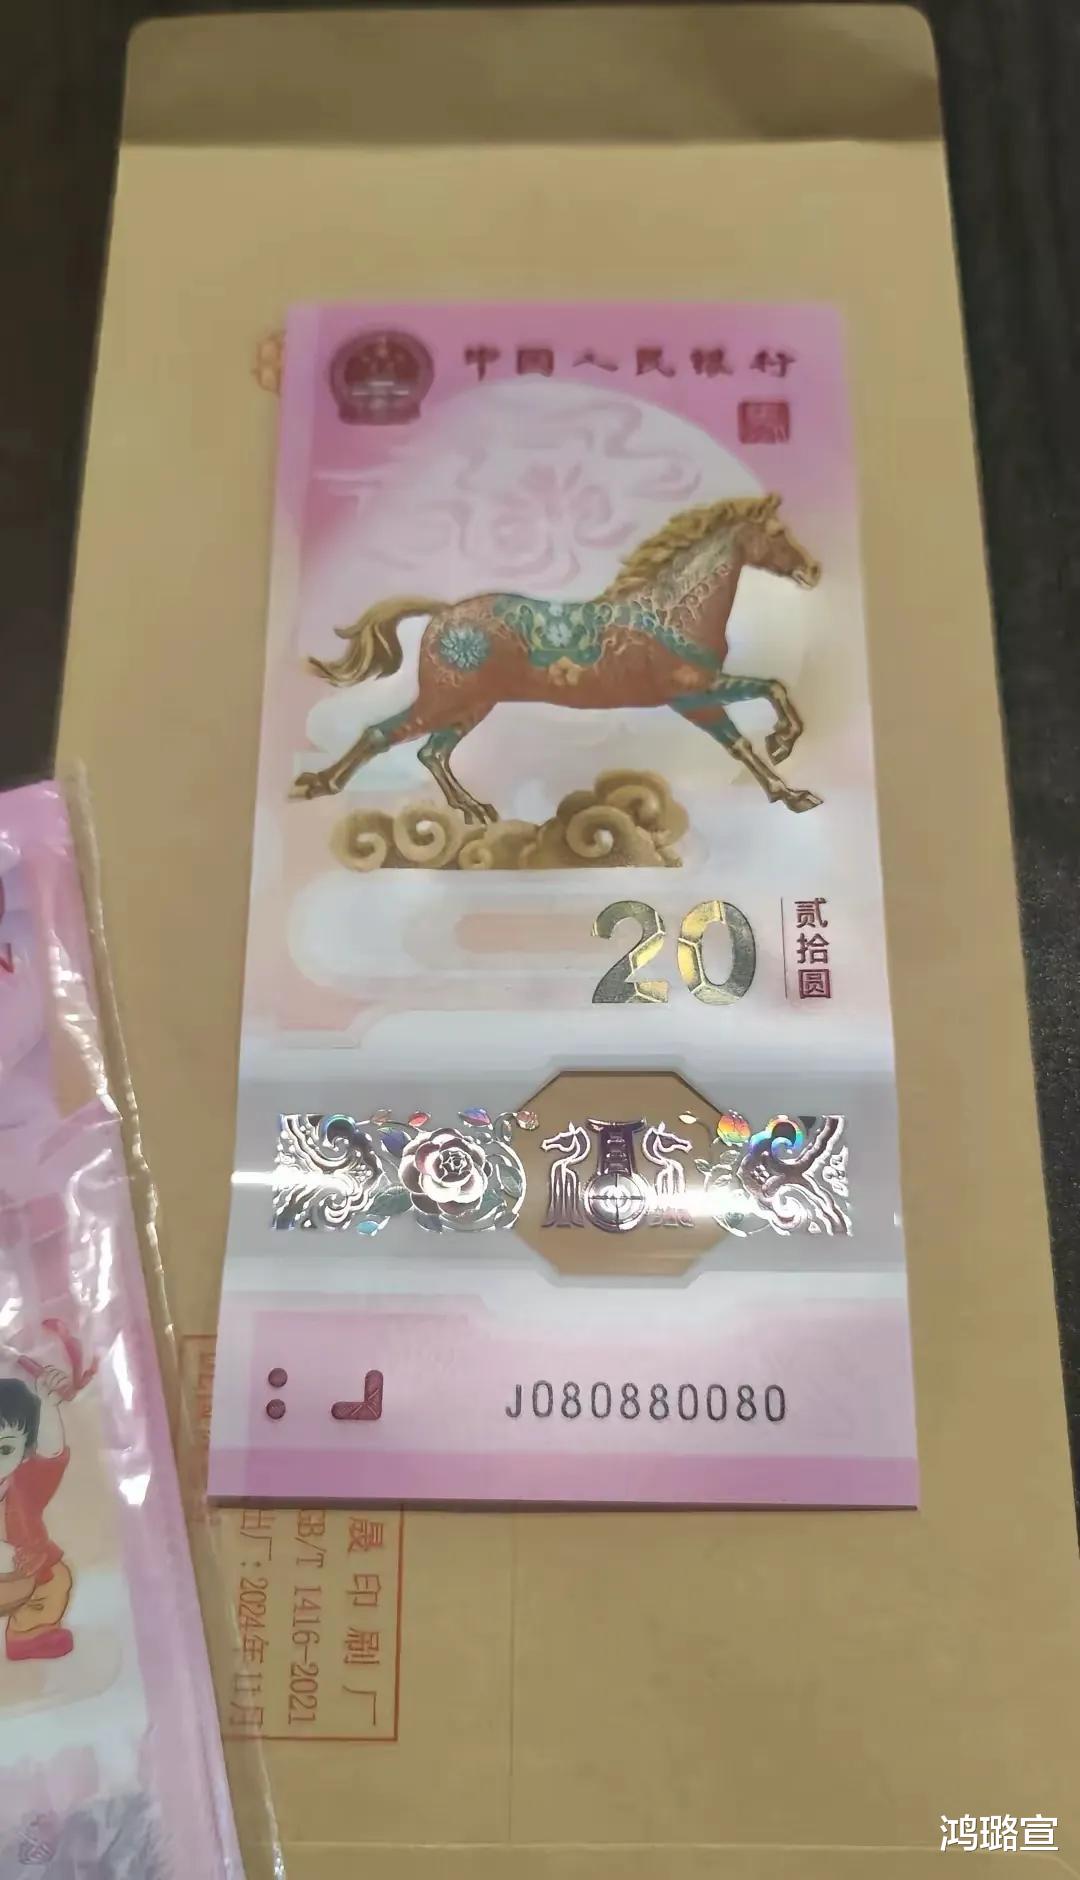 中国人民银行
20
贰拾圆
J080880080
晟印刷厂
GB/T 1416-2021
出厂:2024年11月
鸿璐宣